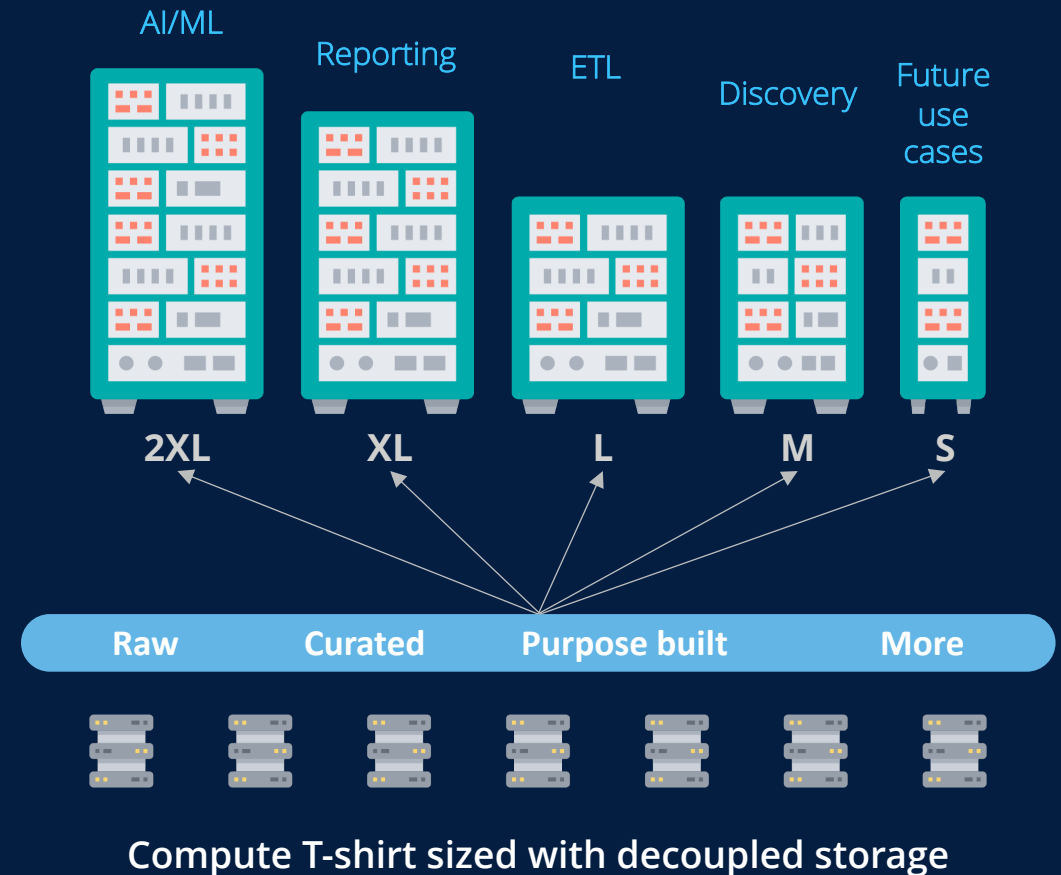 AI/ML
Reporting
ETL
Discovery
Future
use
cases
2XL
XL
L
M
S
Raw
Curated
Purpose built
More
Compute T-shirt sized with decoupled storage